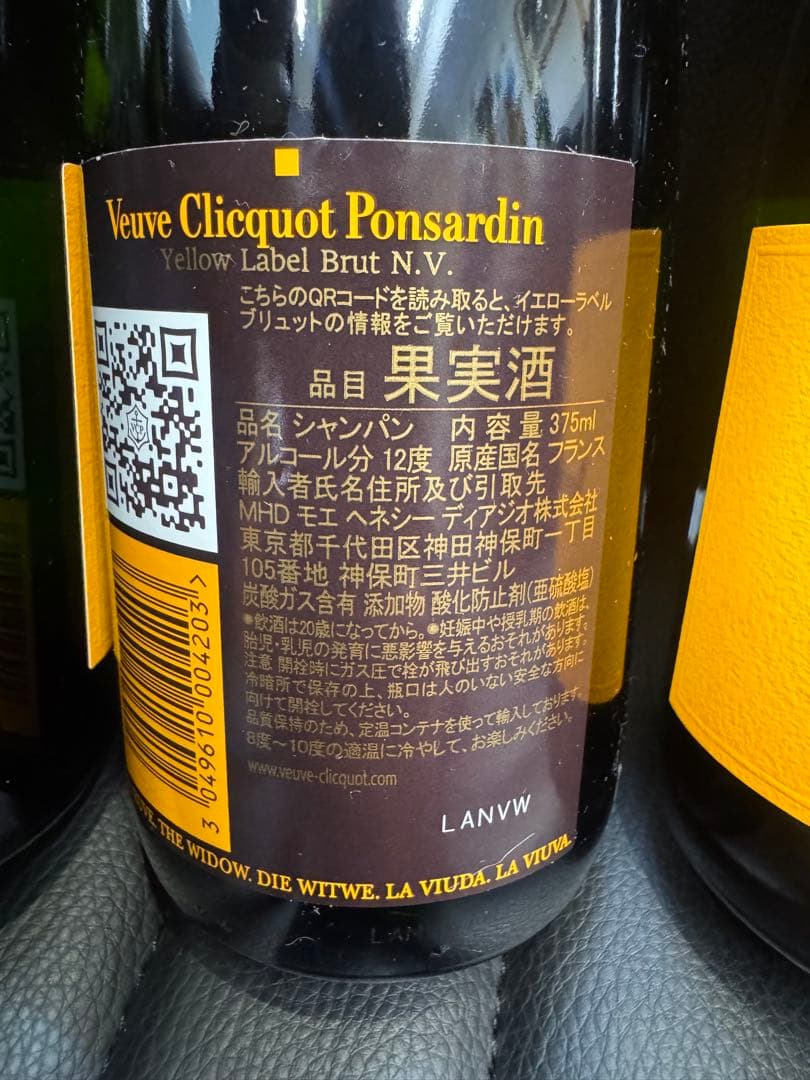 Veuve Clicquot Ponsardin
Yellow Label Brut N.V.
こちらのQRコードを読み取ると、イエローラベル
ブリュットの情報をご覧いただけます。
品目 果実酒
品名 シャンパン 内容量 375ml
アルコール分 12度 原産国名 フランス
輸入者氏名住所及び引取先
MHD モエ ヘネシー ディアジオ株式会社
東京都千代田区神田神保町一丁目
105番地 神保町三井ビル
炭酸ガス含有 添加物 酸化防止剤(亜硫酸塩)
●飲酒は20歳になってから。●妊娠中や授乳期の飲酒は、
胎児・乳児の発育に悪影響を与えるおそれがあります。
注意 開栓時にガス圧で栓が飛び出すおそれがあります。
冷暗所で保存の上、瓶口は人のいない安全な方向に
向けて開栓してください。
品質保持のため、定温コンテナを使って輸入しております。
8度～10度の適温に冷やして、お楽しみください。
www.veuve-clicquot.com
3 049610 004203 >
LANVW
THE WIDOW. DIE WITWE. LA VIUDA. LA VIUVA.